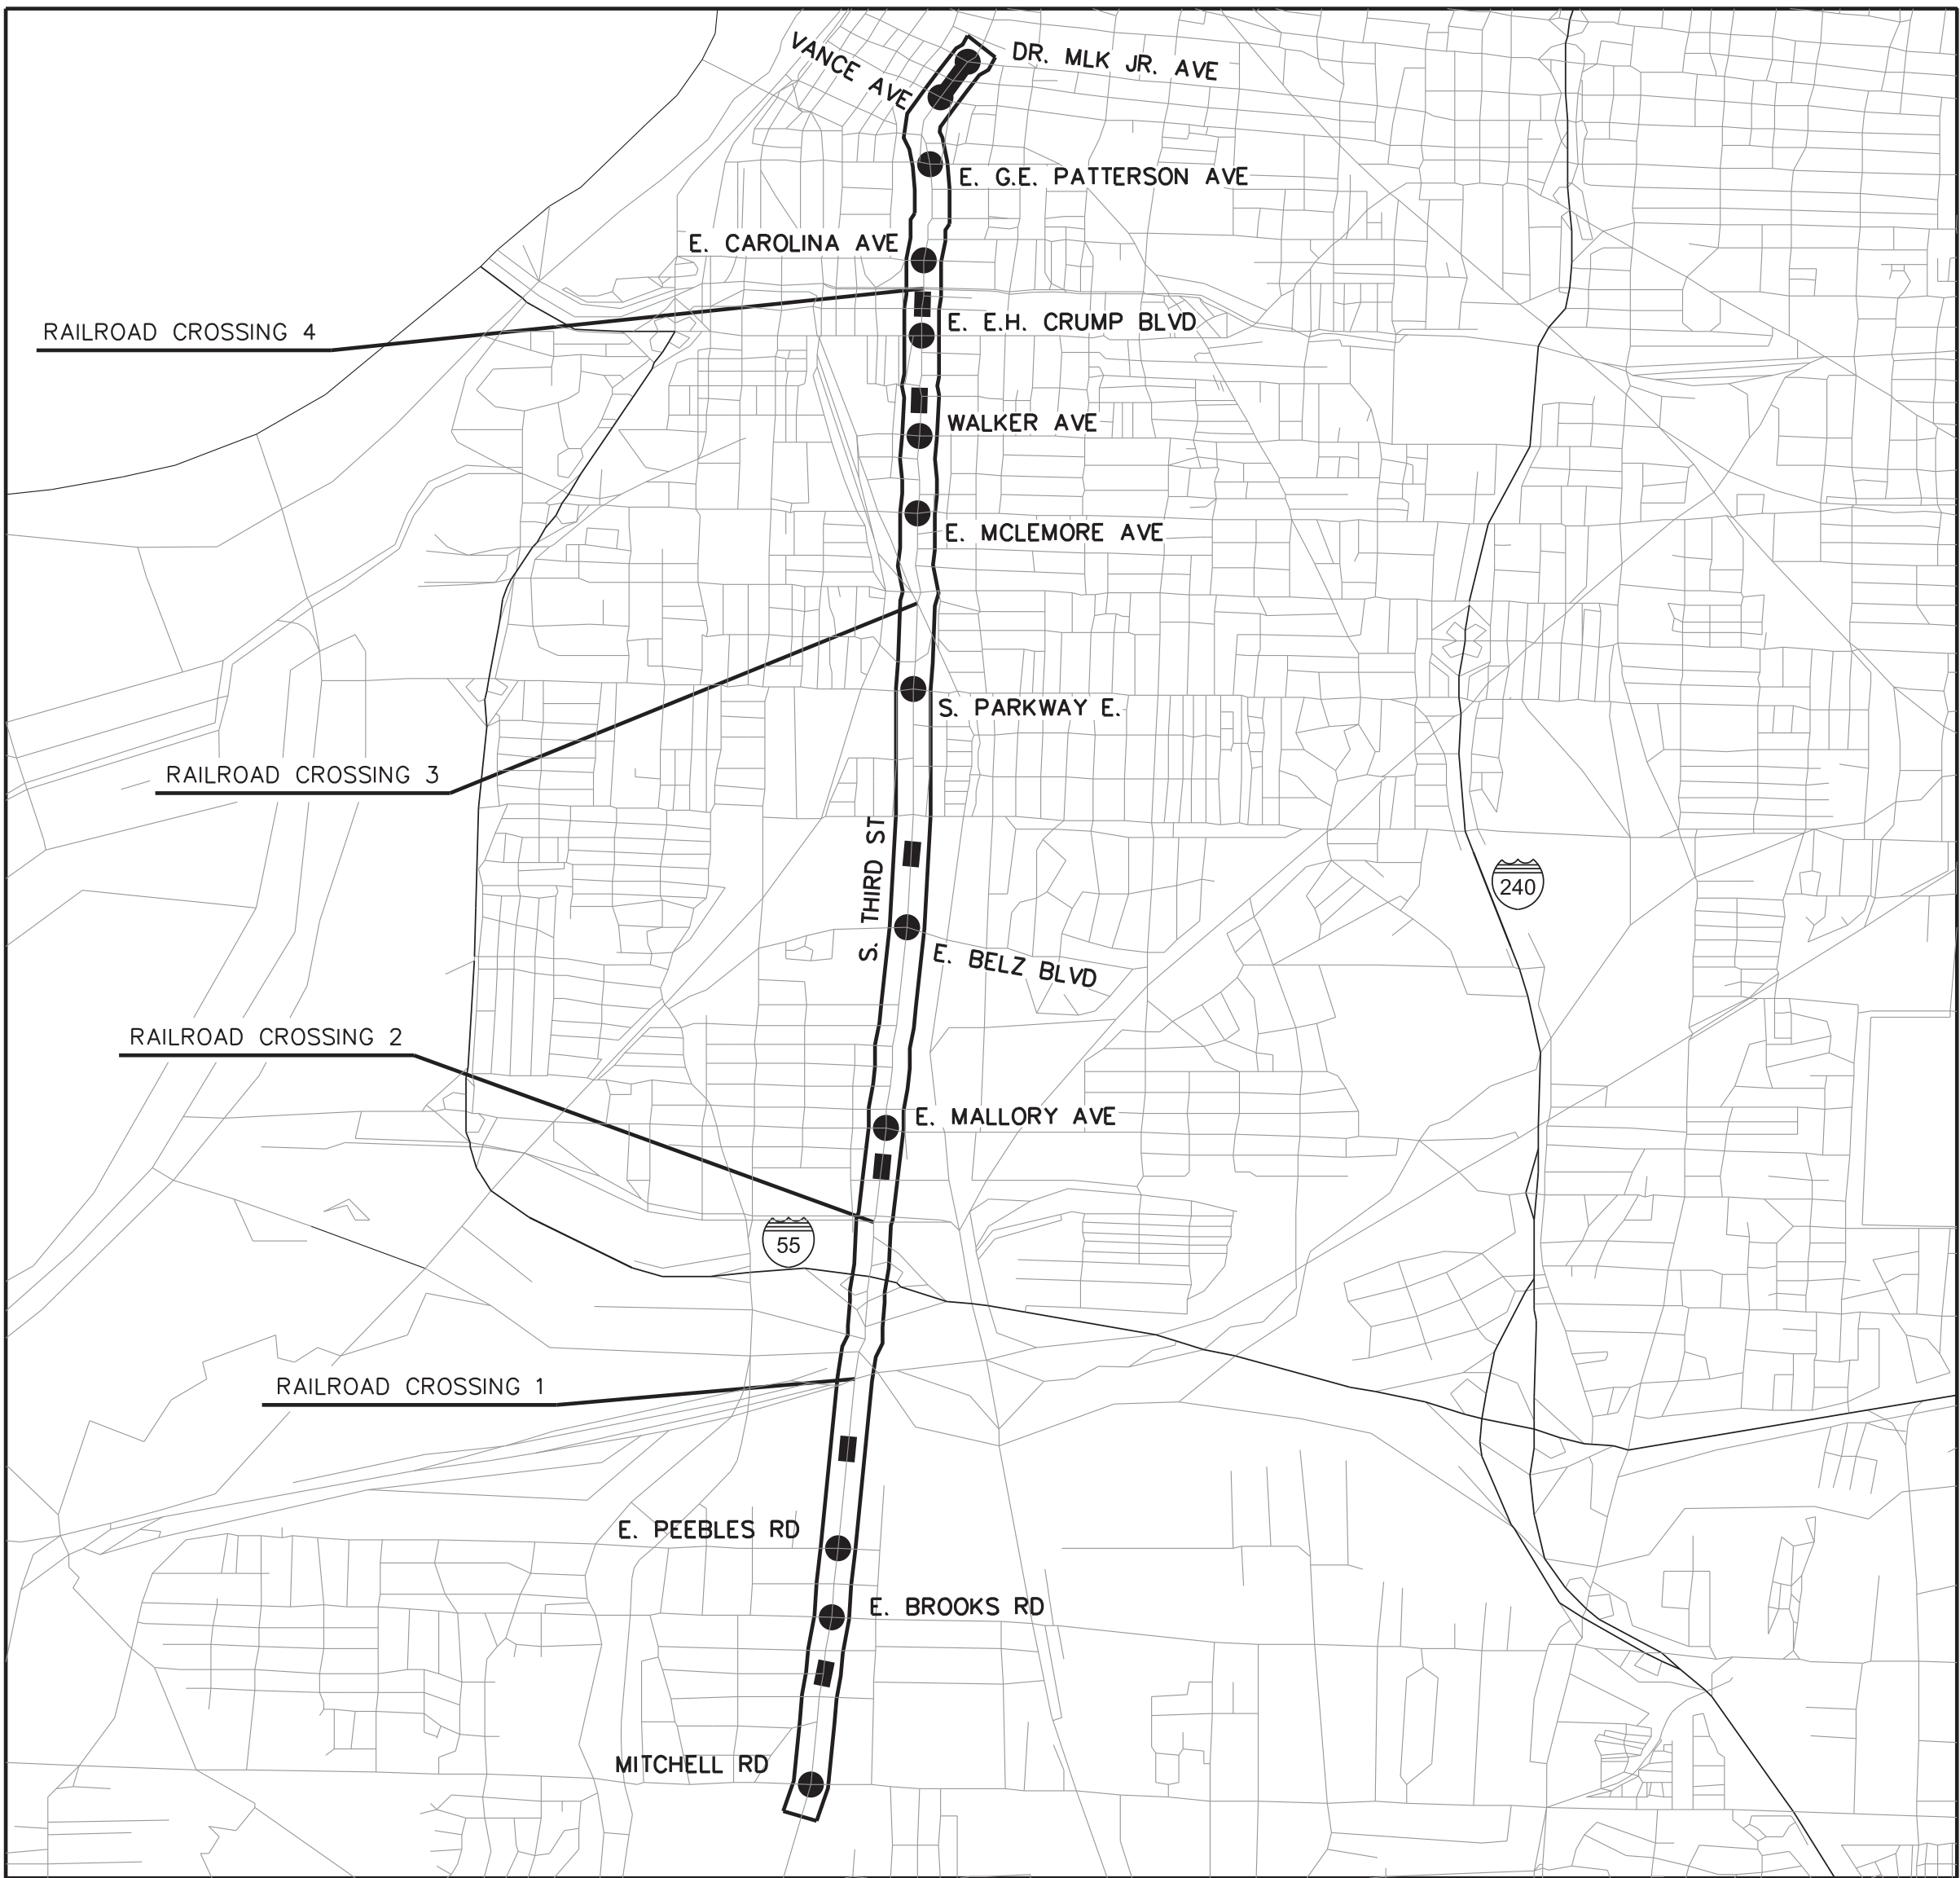 VANCE AVE
DR. MLK JR. AVE
E. G.E. PATTERSON AVE
E. CAROLINA AVE
RAILROAD CROSSING 4
E. E.H. CRUMP BLVD
WALKER AVE
E. MCLEMORE AVE
S. PARKWAY E.
RAILROAD CROSSING 3
S. THIRD ST
240
E. BELZ BLVD
RAILROAD CROSSING 2
E. MALLORY AVE
55
RAILROAD CROSSING 1
E. PEEBLES RD
E. BROOKS RD
MITCHELL RD